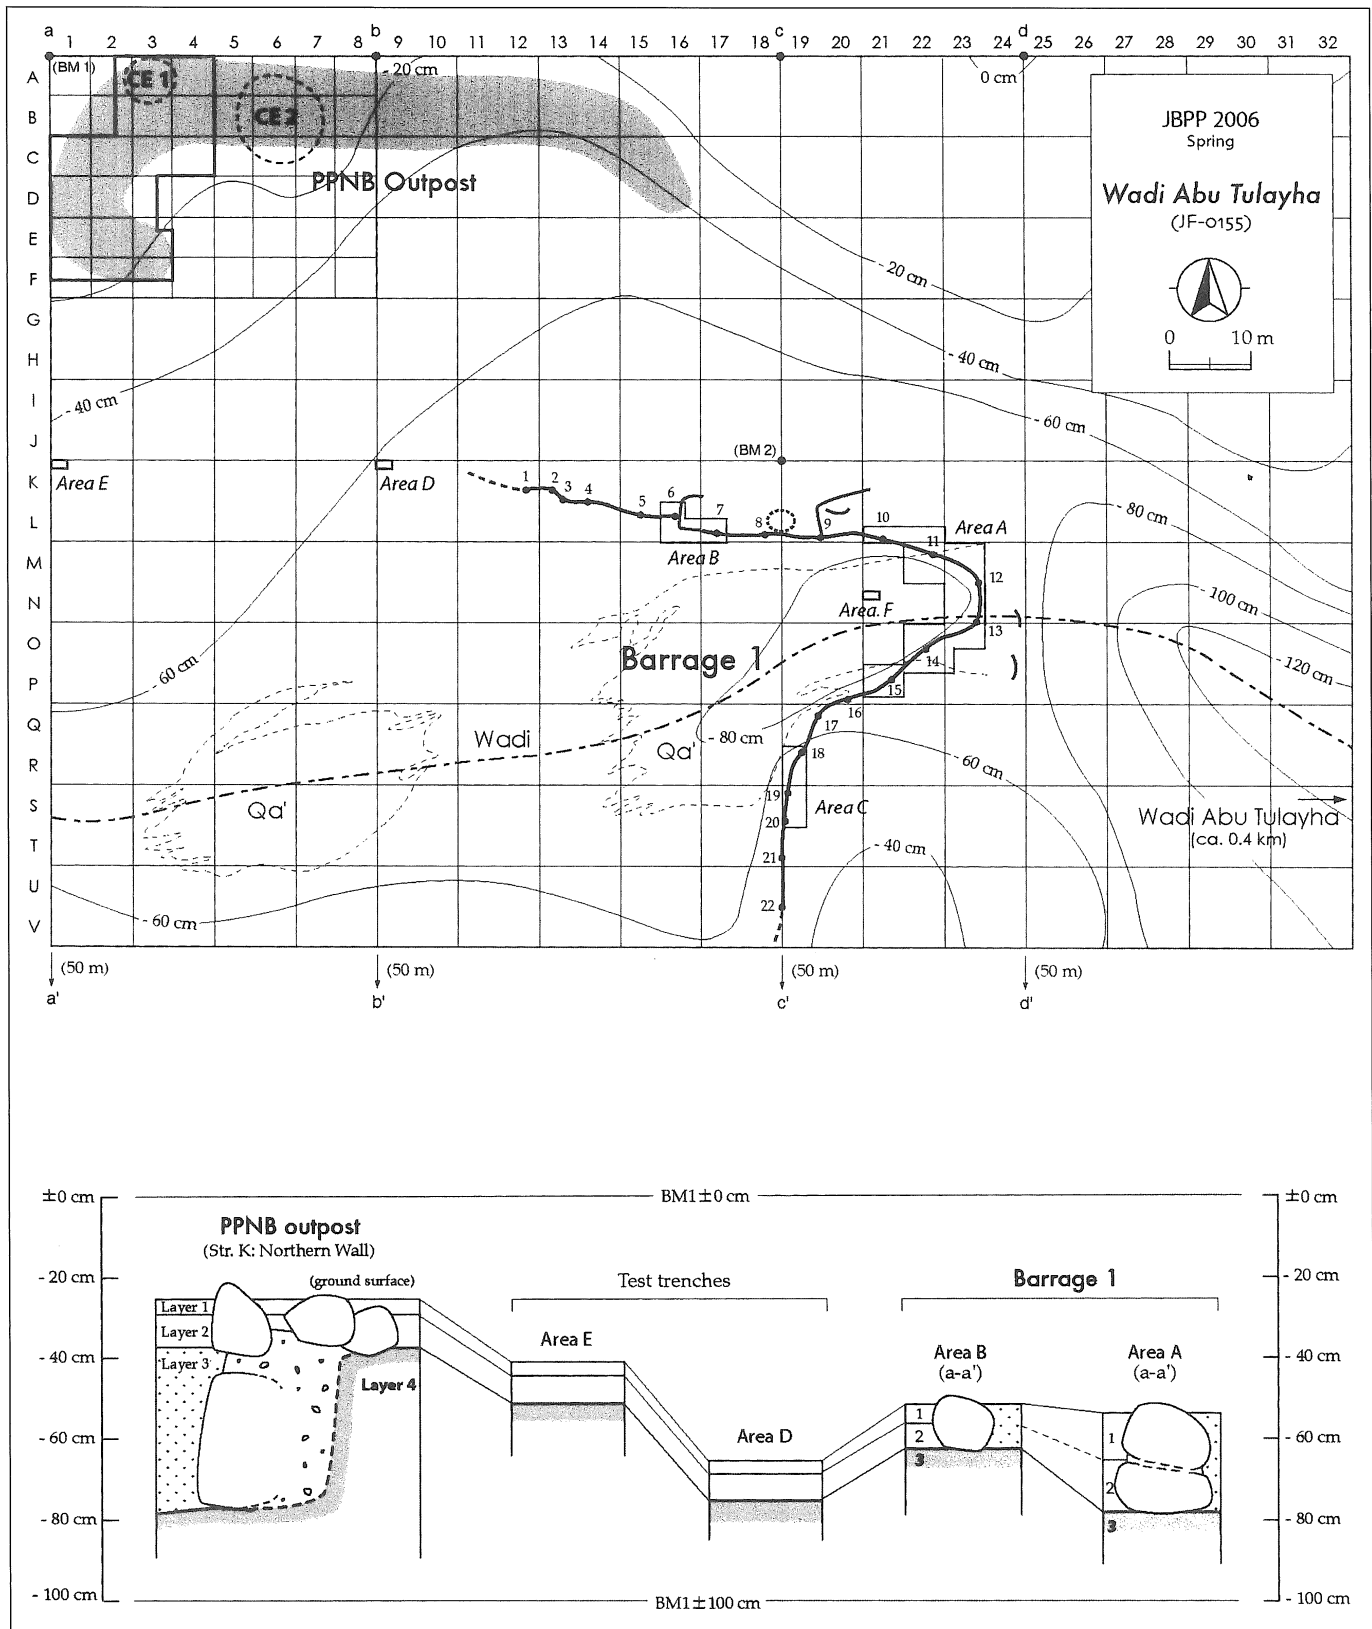 a b c d
1 2 3 4 5 6 7 8 9 10 11 12 13 14 15 16 17 18 19 20 21 22 23 24 25 26 27 28 29 30 31 32
(BM 1)
A
B
C
D
E
F
G
H
I
J
K
L
M
N
O
P
Q
R
S
T
U
V
CE 1
CE 2
- 20 cm
0 cm
PPNB Outpost
JBPP 2006
Spring
Wadi Abu Tulayha
(JF-0155)
0 10 m
- 20 cm
- 40 cm
- 40 cm
- 60 cm
(BM 2)
Area E
Area D
1 2 3 4 5 6 7 8 9 10 11 12 13 14 15 16 17 18 19 20 21 22
Area A
Area B
- 80 cm
Area. F
- 100 cm
Barrage 1
- 120 cm
- 60 cm
Wadi
Qa'
- 80 cm
- 60 cm
Qa'
Area C
Wadi Abu Tulayha
(ca. 0.4 km)
- 40 cm
- 60 cm
(50 m) (50 m) (50 m) (50 m)
a' b' c' d'
±0 cm BM1±0 cm ±0 cm
PPNB outpost
(Str. K: Northern Wall)
- 20 cm (ground surface) Test trenches Barrage 1 - 20 cm
Layer 1
Layer 2
Area E
Area B
(a-a')
Area A
(a-a')
- 40 cm Layer 3 - 40 cm
Layer 4
1
2
3
Area D
1
2
3
- 60 cm - 60 cm
- 80 cm - 80 cm
- 100 cm BM1±100 cm - 100 cm